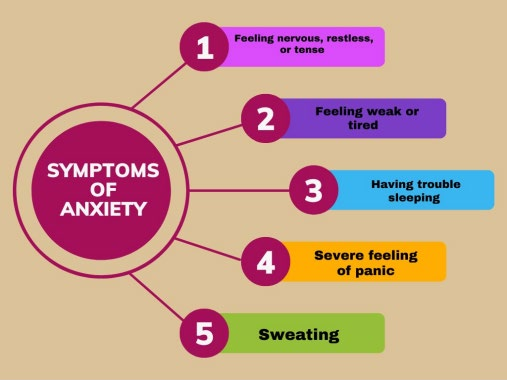 SYMPTOMS
OF
ANXIETY
1
Feeling nervous, restless,
or tense
2
Feeling weak or
tired
3
Having trouble
sleeping
4
Severe feeling
of panic
5
Sweating